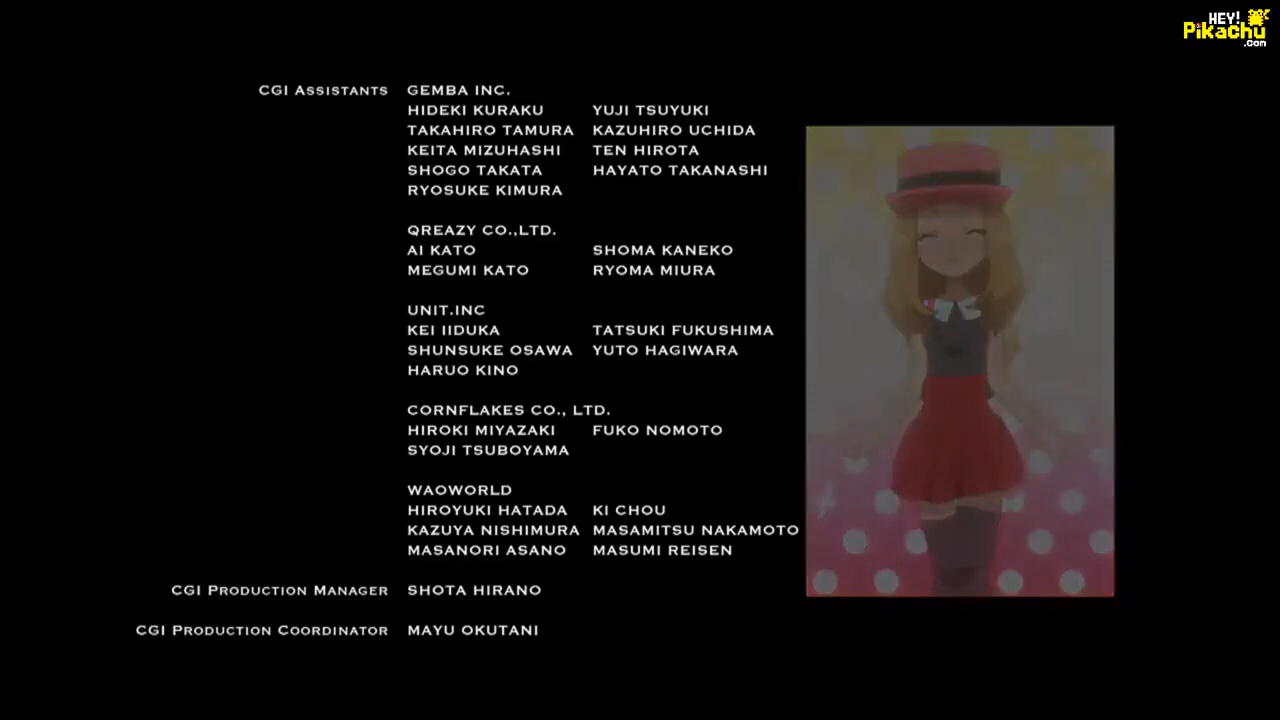 HEY!
Pikachu
.com
CGI Assistants GEMBA INC.
HIDEKI KURAKU YUJI TSUYUKI
TAKAHIRO TAMURA KAZUHIRO UCHIDA
KEITA MIZUHASHI TEN HIROTA
SHOGO TAKATA HAYATO TAKANASHI
RYOSUKE KIMURA
QREAZY CO.,LTD.
AI KATO SHOMA KANEKO
MEGUMI KATO RYOMA MIURA
UNIT.INC
KEI IIDUKA TATSUKI FUKUSHIMA
SHUNSUKE OSAWA YUTO HAGIWARA
HARUO KINO
CORNFLAKES CO., LTD.
HIROKI MIYAZAKI FUKO NOMOTO
SYOJI TSUBOYAMA
WAOWORLD
HIROYUKI HATADA KI CHOU
KAZUYA NISHIMURA MASAMITSU NAKAMOTO
MASANORI ASANO MASUMI REISEN
CGI Production Manager SHOTA HIRANO
CGI Production Coordinator MAYU OKUTANI